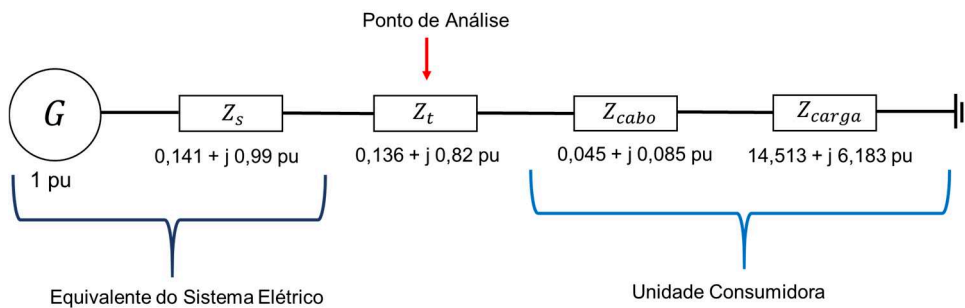 Ponto de Análise
G
Z_s
Z_t
Z_cabo
Z_carga
0,141 + j 0,99 pu
0,136 + j 0,82 pu
0,045 + j 0,085 pu
14,513 + j 6,183 pu
1 pu
Equivalente do Sistema Elétrico
Unidade Consumidora